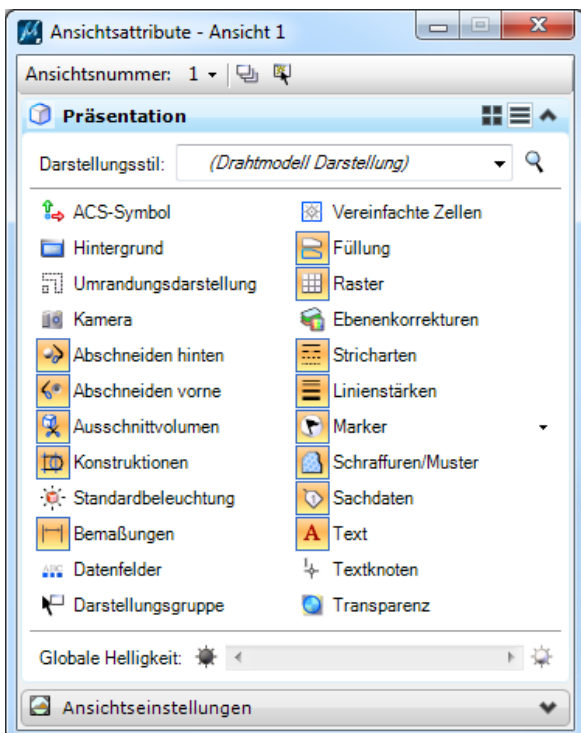 Ansichtsattribute - Ansicht 1
Ansichtsnummer: 1
Präsentation
Darstellungsstil: (Drahtmodell Darstellung)
ACS-Symbol
Vereinfachte Zellen
Hintergrund
Füllung
Umrandungsdarstellung
Raster
Kamera
Ebenenkorrekturen
Abschneiden hinten
Stricharten
Abschneiden vorne
Linienstärken
Ausschnittvolumen
Marker
Konstruktionen
Schraffuren/Muster
Standardbeleuchtung
Sachdaten
Bemaßungen
A Text
ABC Datenfelder
Textknoten
Darstellungsgruppe
Transparenz
Globale Helligkeit:
Ansichtseinstellungen